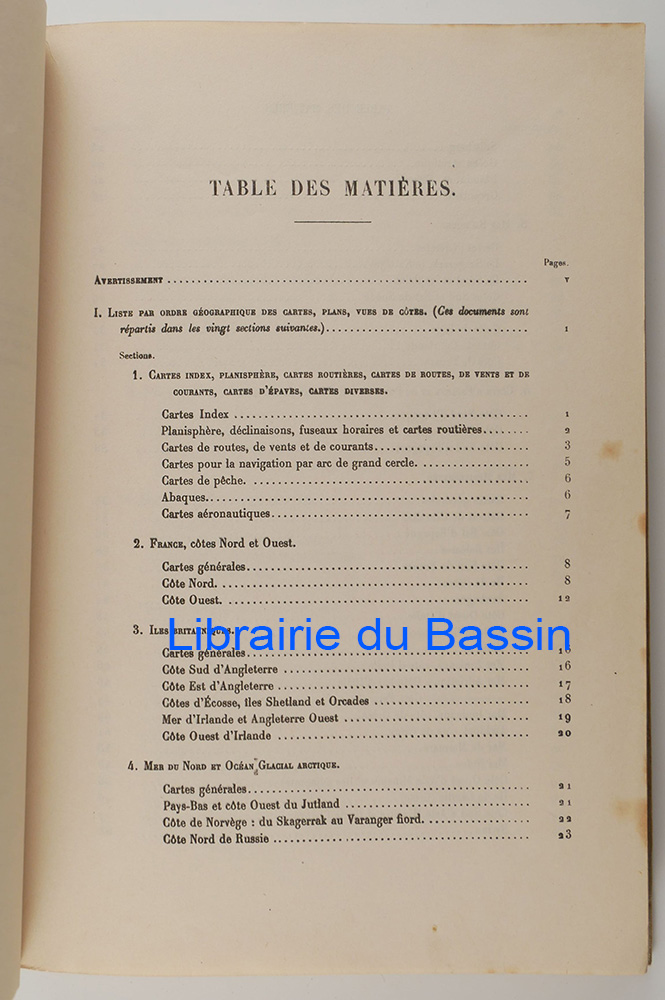 TABLE DES MATIÈRES.
Pages.
AVERTISSEMENT ........ V
I. LISTE PAR ORDRE GÉOGRAPHIQUE DES CARTES, PLANS, VUES DE CÔTES. (Ces documents sont
répartis dans les vingt sections suivantes.)........ 1
Sections.
1. CARTES INDEX, PLANISPHÈRE, CARTES ROUTIÈRES, CARTES DE ROUTES, DE VENTS ET DE
COURANTS, CARTES D'ÉPAVES, CARTES DIVERSES.
Cartes Index ........ 1
Planisphère, déclinaisons, fuseaux horaires et cartes routières........ 2
Cartes de routes, de vents et de courants........ 3
Cartes pour la navigation par arc de grand cercle. ........ 5
Cartes de pêche. ........ 6
Abaques........ 6
Cartes aéronautiques........ 7
2. FRANCE, côtes Nord et Ouest.
Cartes générales........ 8
Côte Nord. ........ 8
Côte Ouest. ........ 12
3. ILES BRITANNIQUES.
Librairie du Bassin
Cartes générales........ 16
Côte Sud d'Angleterre ........ 16
Côte Est d'Angleterre ........ 17
Côtes d'Écosse, îles Shetland et Orcades ........ 18
Mer d'Irlande et Angleterre Ouest ........ 19
Côte Ouest d'Irlande ........ 20
4. MER DU NORD ET OCÉAN GLACIAL ARCTIQUE.
Cartes générales........ 21
Pays-Bas et côte Ouest du Jutland ........ 21
Côte de Norvège : du Skagerrak au Varanger fiord. ........ 22
Côte Nord de Russie ........ 23